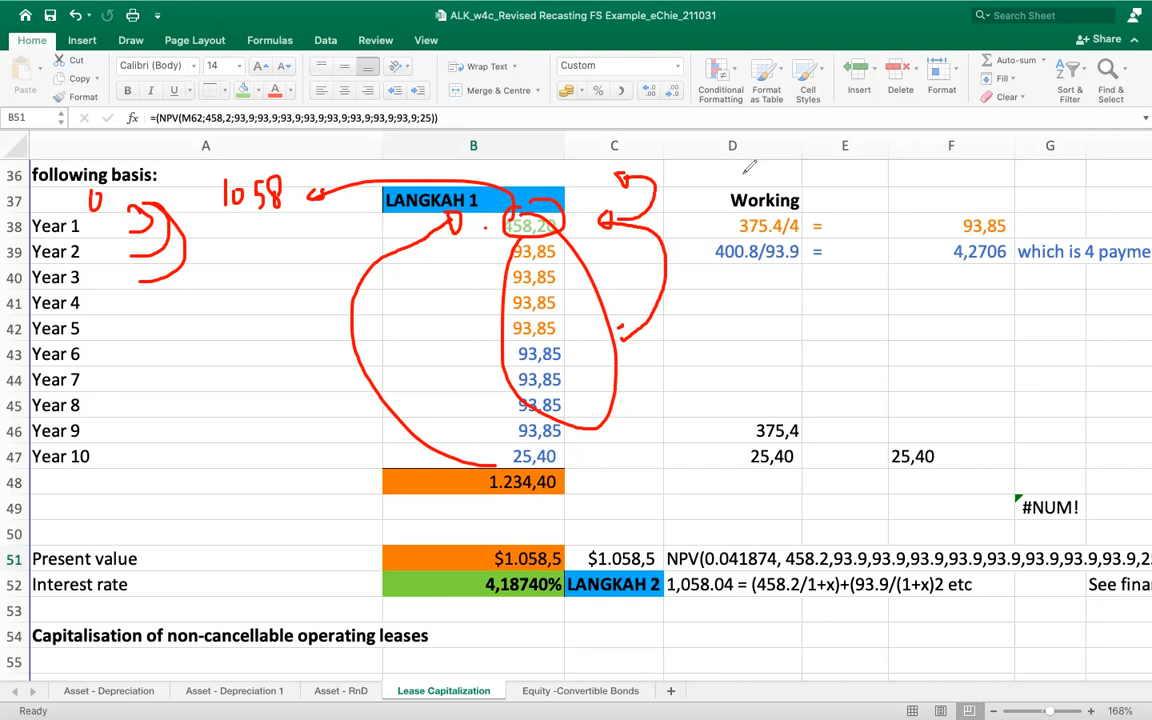 ALK_w4c_Revised Recasting FS Example_eChie_211031
Search Sheet
Home Insert Draw Page Layout Formulas Data Review View
Share
Paste
Cut
Copy
Format
Calibri (Body) 14 A A
B I U A
Wrap Text
Merge & Centre
Custom
%
Conditional Formatting
Format as Table
Cell Styles
Insert
Delete
Format
Auto-sum
Fill
Clear
Sort & Filter
Find & Select
B51 fx =(NPV(M62;458,2;93,9;93,9;93,9;93,9;93,9;93,9;93,9;93,9;25))
A B C D E F G
36 following basis:
0 1058
37 LANGKAH 1 Working
38 Year 1 458,20 375.4/4 = 93,85
39 Year 2 93,85 400.8/93.9 = 4,2706 which is 4 payme
40 Year 3 93,85
41 Year 4 93,85
42 Year 5 93,85
43 Year 6 93,85
44 Year 7 93,85
45 Year 8 93,85
46 Year 9 93,85 375,4
47 Year 10 25,40 25,40 25,40
48 1.234,40
49 #NUM!
50
51 Present value $1.058,5 $1.058,5 NPV(0.041874, 458.2,93.9,93.9,93.9,93.9,93.9,93.9,93.9,93.9,2
52 Interest rate 4,18740% LANGKAH 2 1,058.04 = (458.2/1+x)+(93.9/(1+x)2 etc See finan
53
54 Capitalisation of non-cancellable operating leases
55
Asset - Depreciation Asset - Depreciation 1 Asset - RnD Lease Capitalization Equity -Convertible Bonds +
Ready 168%